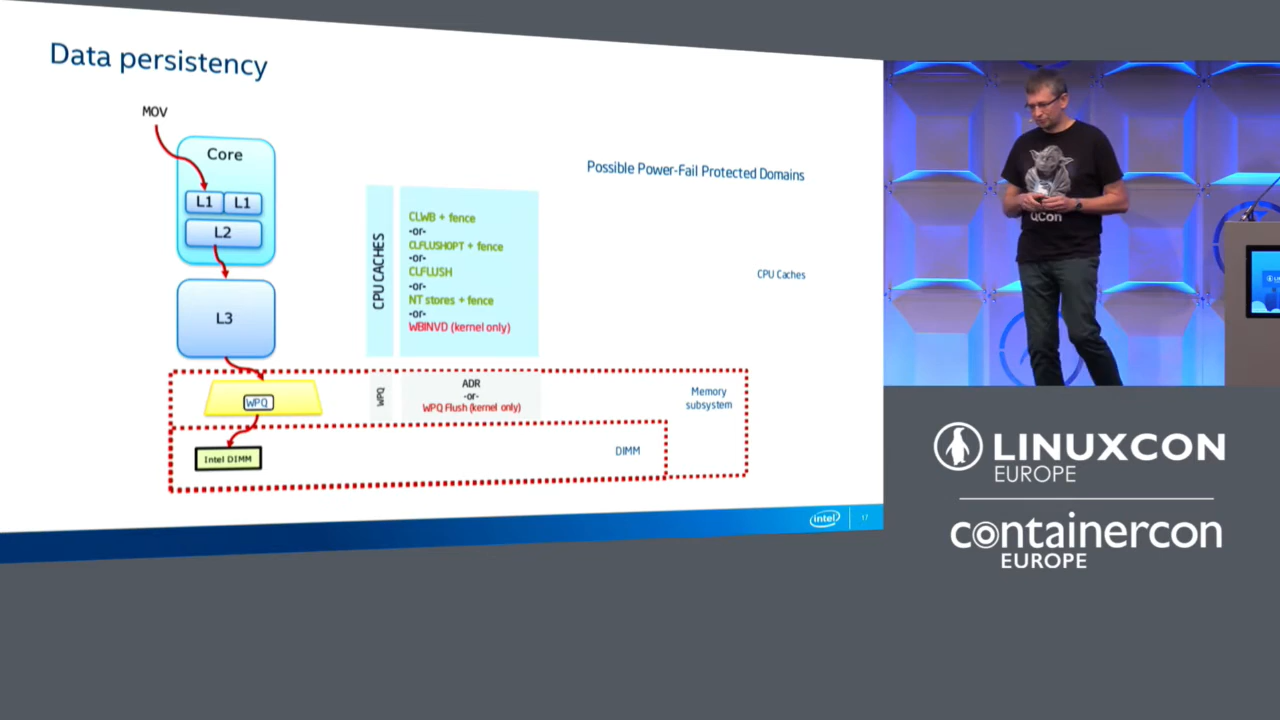 Data persistency
MOV
Core
L1 L1
L2
L3
WPQ
Intel DIMM
CPU CACHES
CLWB + fence
-or-
CLFLUSHOPT + fence
-or-
CLFLUSH
-or-
NT stores + fence
-or-
WBINVD (kernel only)
WPQ
ADR
-or-
WPQ Flush (kernel only)
Possible Power-Fail Protected Domains
CPU Caches
Memory
subsystem
DIMM
intel
17
QCon
LINUXCON
EUROPE
containercon
EUROPE